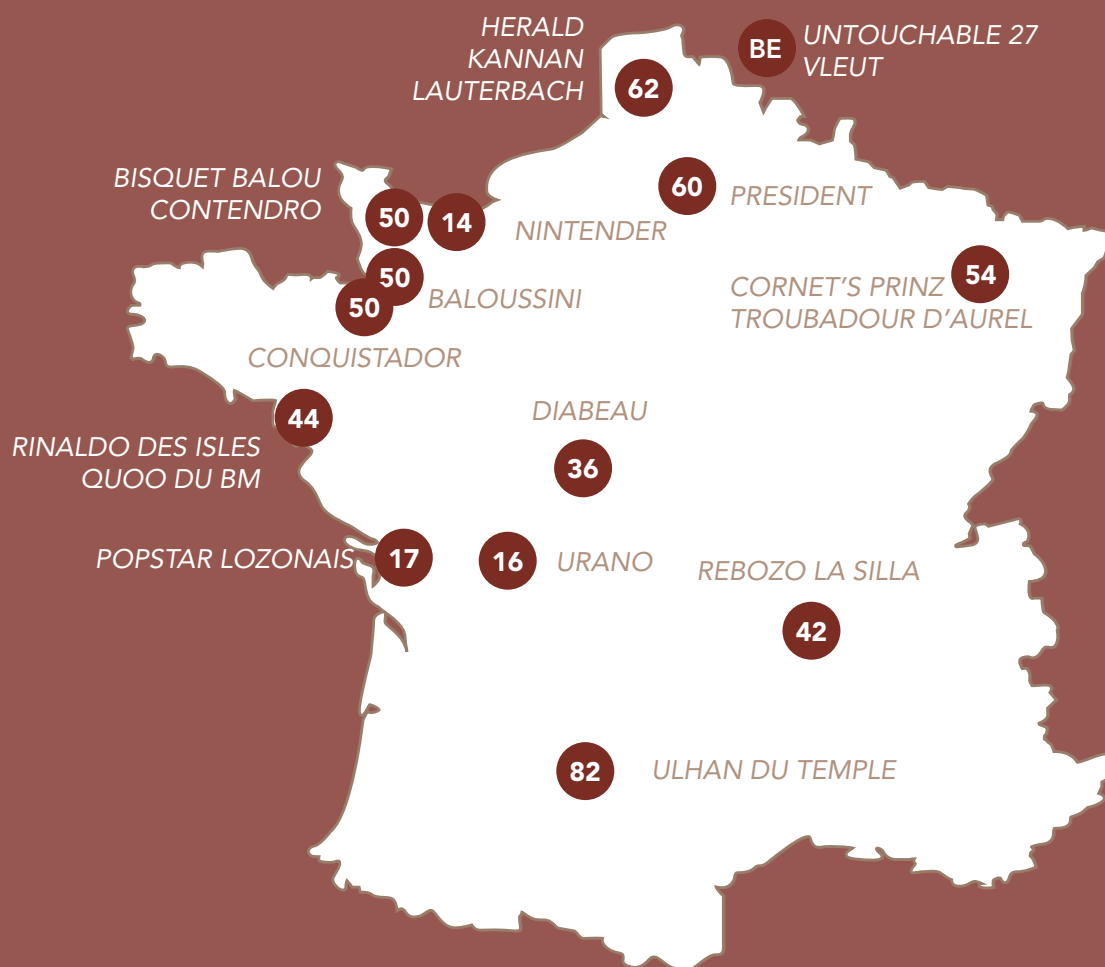 HERALD
KANNAN
LAUTERBACH
62
BE
UNTOUCHABLE 27
VLEUT
BISQUET BALOU
CONTENDRO
50
14
NINTENDER
60
PRESIDENT
50
BALOUSSINI
50
CONQUISTADOR
CORNET'S PRINZ
TROUBADOUR D'AUREL
54
44
RINALDO DES ISLES
QUOO DU BM
DIABEAU
36
POPSTAR LOZONAIS
17
16
URANO
REBOZO LA SILLA
42
82
ULHAN DU TEMPLE